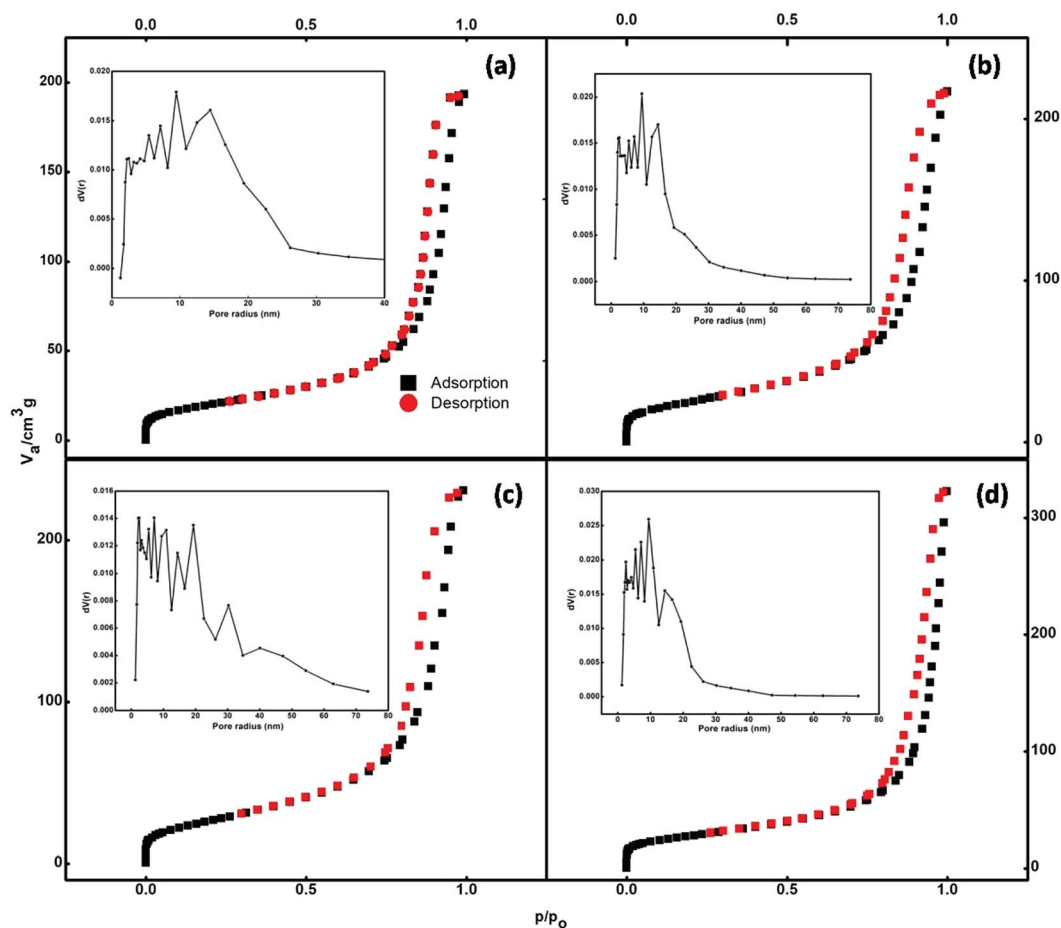 0.0 0.5 1.0 0.0 0.5 1.0
(a)
200
150
100
50
0
0.020
0.015
0.010
0.005
0.000
dV(r)
0 10 20 30 40
Pore radius (nm)
Adsorption
Desorption
(b)
200
100
0
0.020
0.015
0.010
0.005
0.000
dV(r)
0 10 20 30 40 50 60 70 80
Pore radius (nm)
Va/cm³g
(c)
200
100
0
0.016
0.014
0.012
0.010
0.008
0.006
0.004
0.002
0.000
dV(r)
0 10 20 30 40 50 60 70 80
Pore radius (nm)
(d)
300
200
100
0
0.030
0.025
0.020
0.015
0.010
0.005
0.000
dV(r)
0 10 20 30 40 50 60 70 80
Pore radius (nm)
0.0 0.5 1.0 0.0 0.5 1.0
p/po